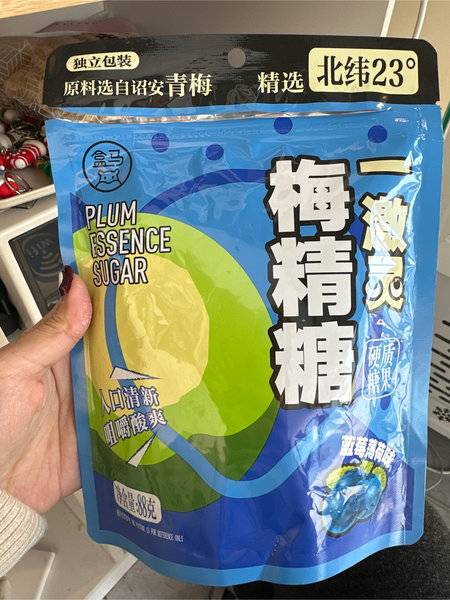 独立包装
原料选自诏安青梅
精选
北纬23°
盒马
PLUM
ESSENCE
SUGAR
一激灵
梅精糖
硬质
糖果
入口清新
咀嚼酸爽
蓝莓薄荷味
净含量:88克